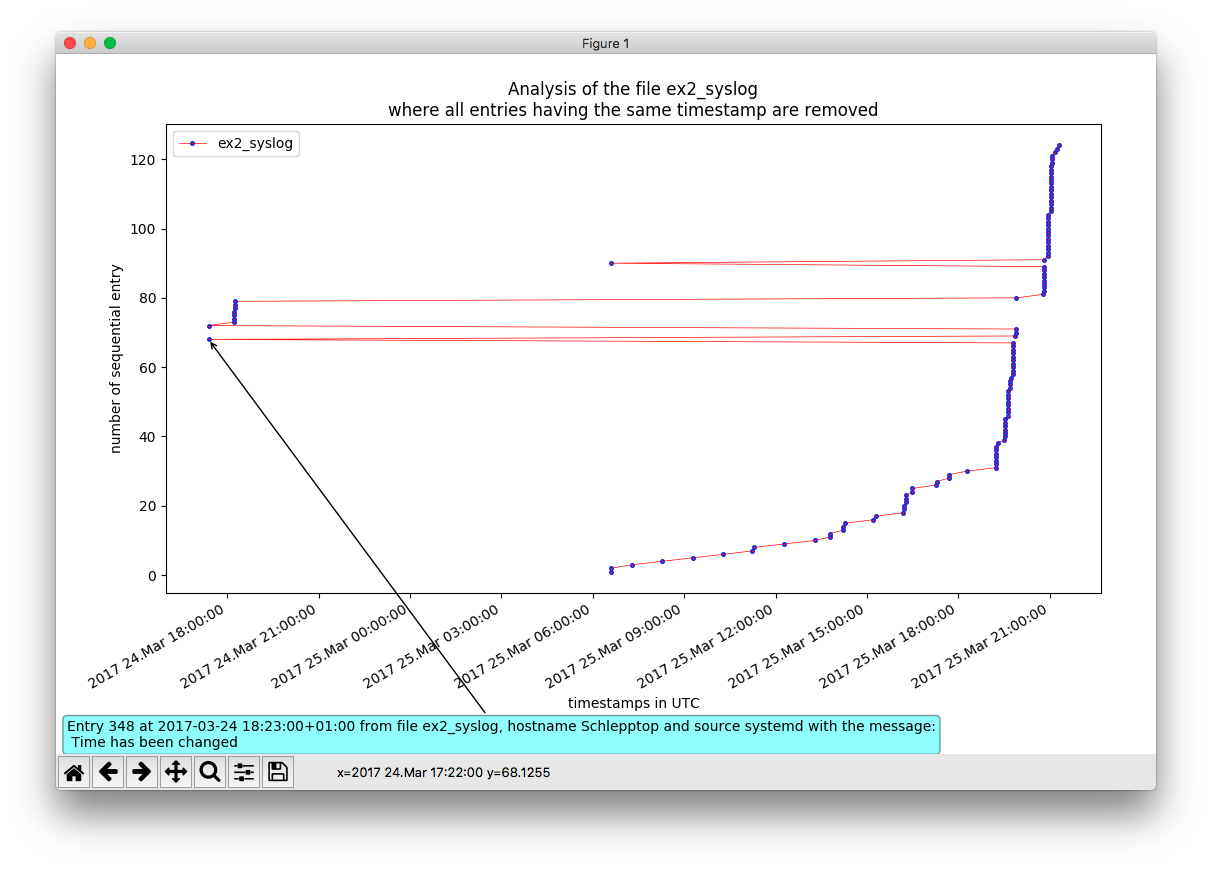 Figure 1
Analysis of the file ex2_syslog
where all entries having the same timestamp are removed
ex2_syslog
120
100
80
60
40
20
0
number of sequential entry
2017 24.Mar 18:00:00
2017 24.Mar 21:00:00
2017 25.Mar 00:00:00
2017 25.Mar 03:00:00
2017 25.Mar 06:00:00
2017 25.Mar 09:00:00
2017 25.Mar 12:00:00
2017 25.Mar 15:00:00
2017 25.Mar 18:00:00
2017 25.Mar 21:00:00
timestamps in UTC
Entry 348 at 2017-03-24 18:23:00+01:00 from file ex2_syslog, hostname Schlepptop and source systemd with the message:
Time has been changed
x=2017 24.Mar 17:22:00 y=68.1255